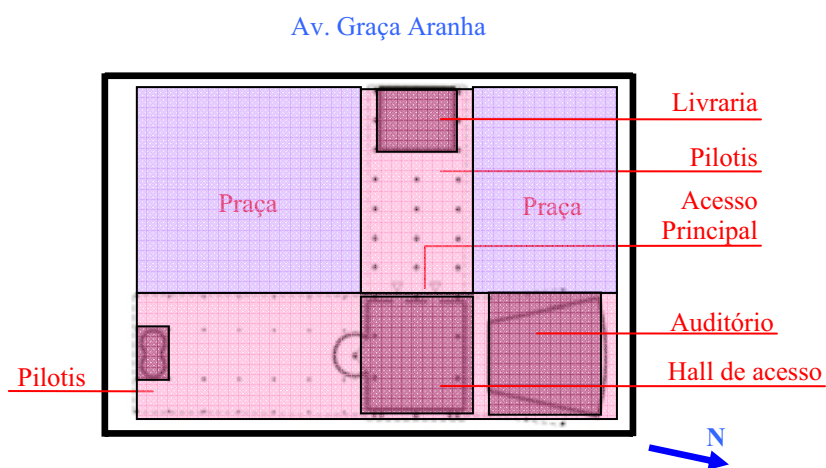 Av. Graça Aranha
Livraria
Pilotis
Praça
Praça
Acesso
Principal
Auditório
Pilotis
Hall de acesso
N